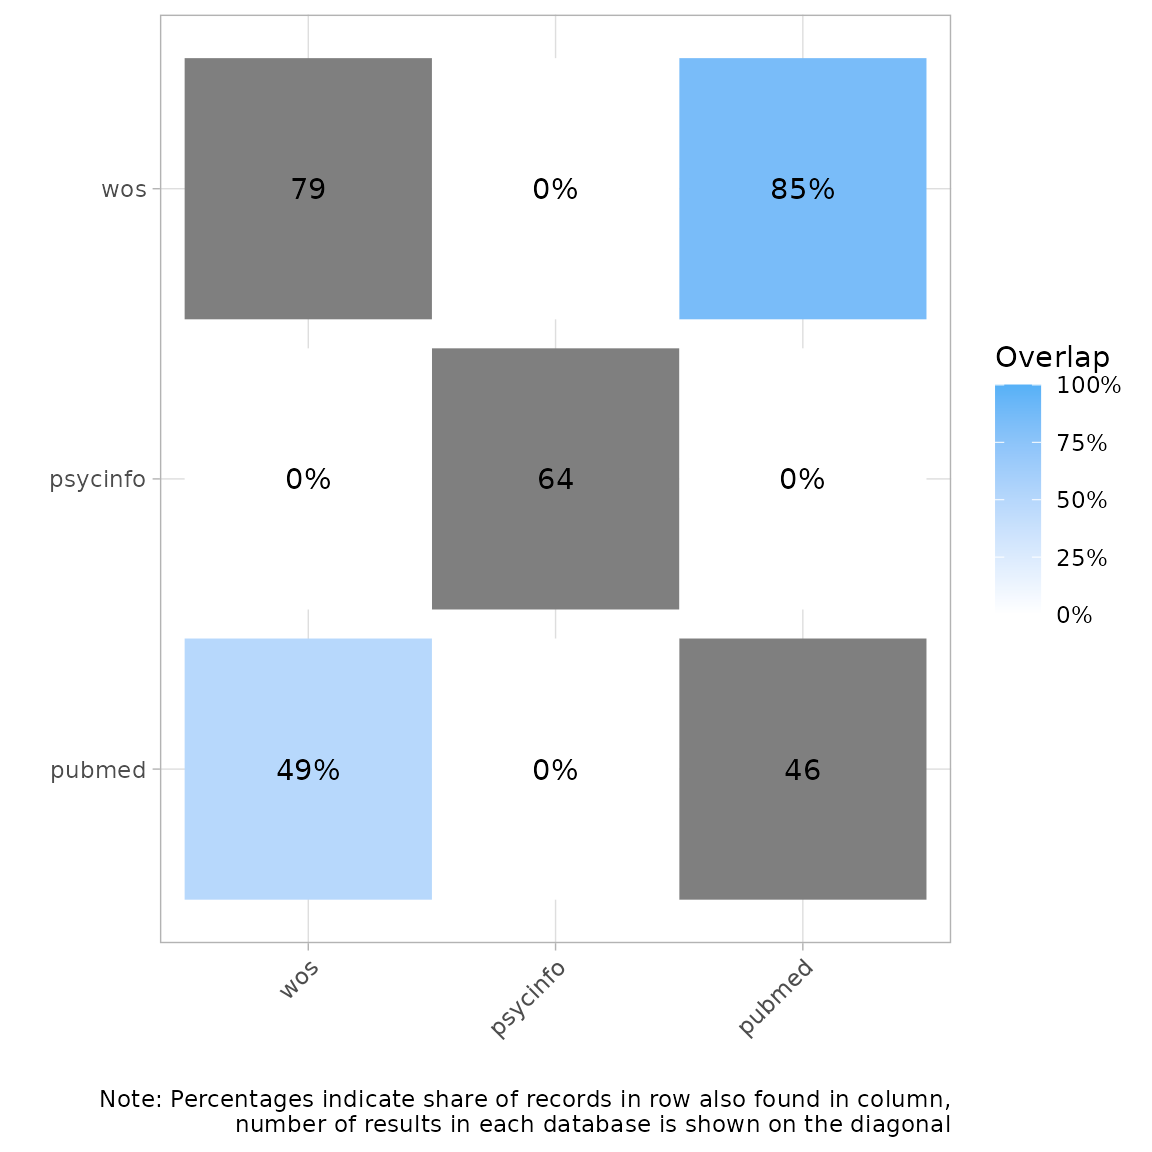 wos
79
0%
85%
psycinfo
0%
64
0%
pubmed
49%
0%
46
wos
psycinfo
pubmed
Overlap
100%
75%
50%
25%
0%
Note: Percentages indicate share of records in row also found in column,
number of results in each database is shown on the diagonal